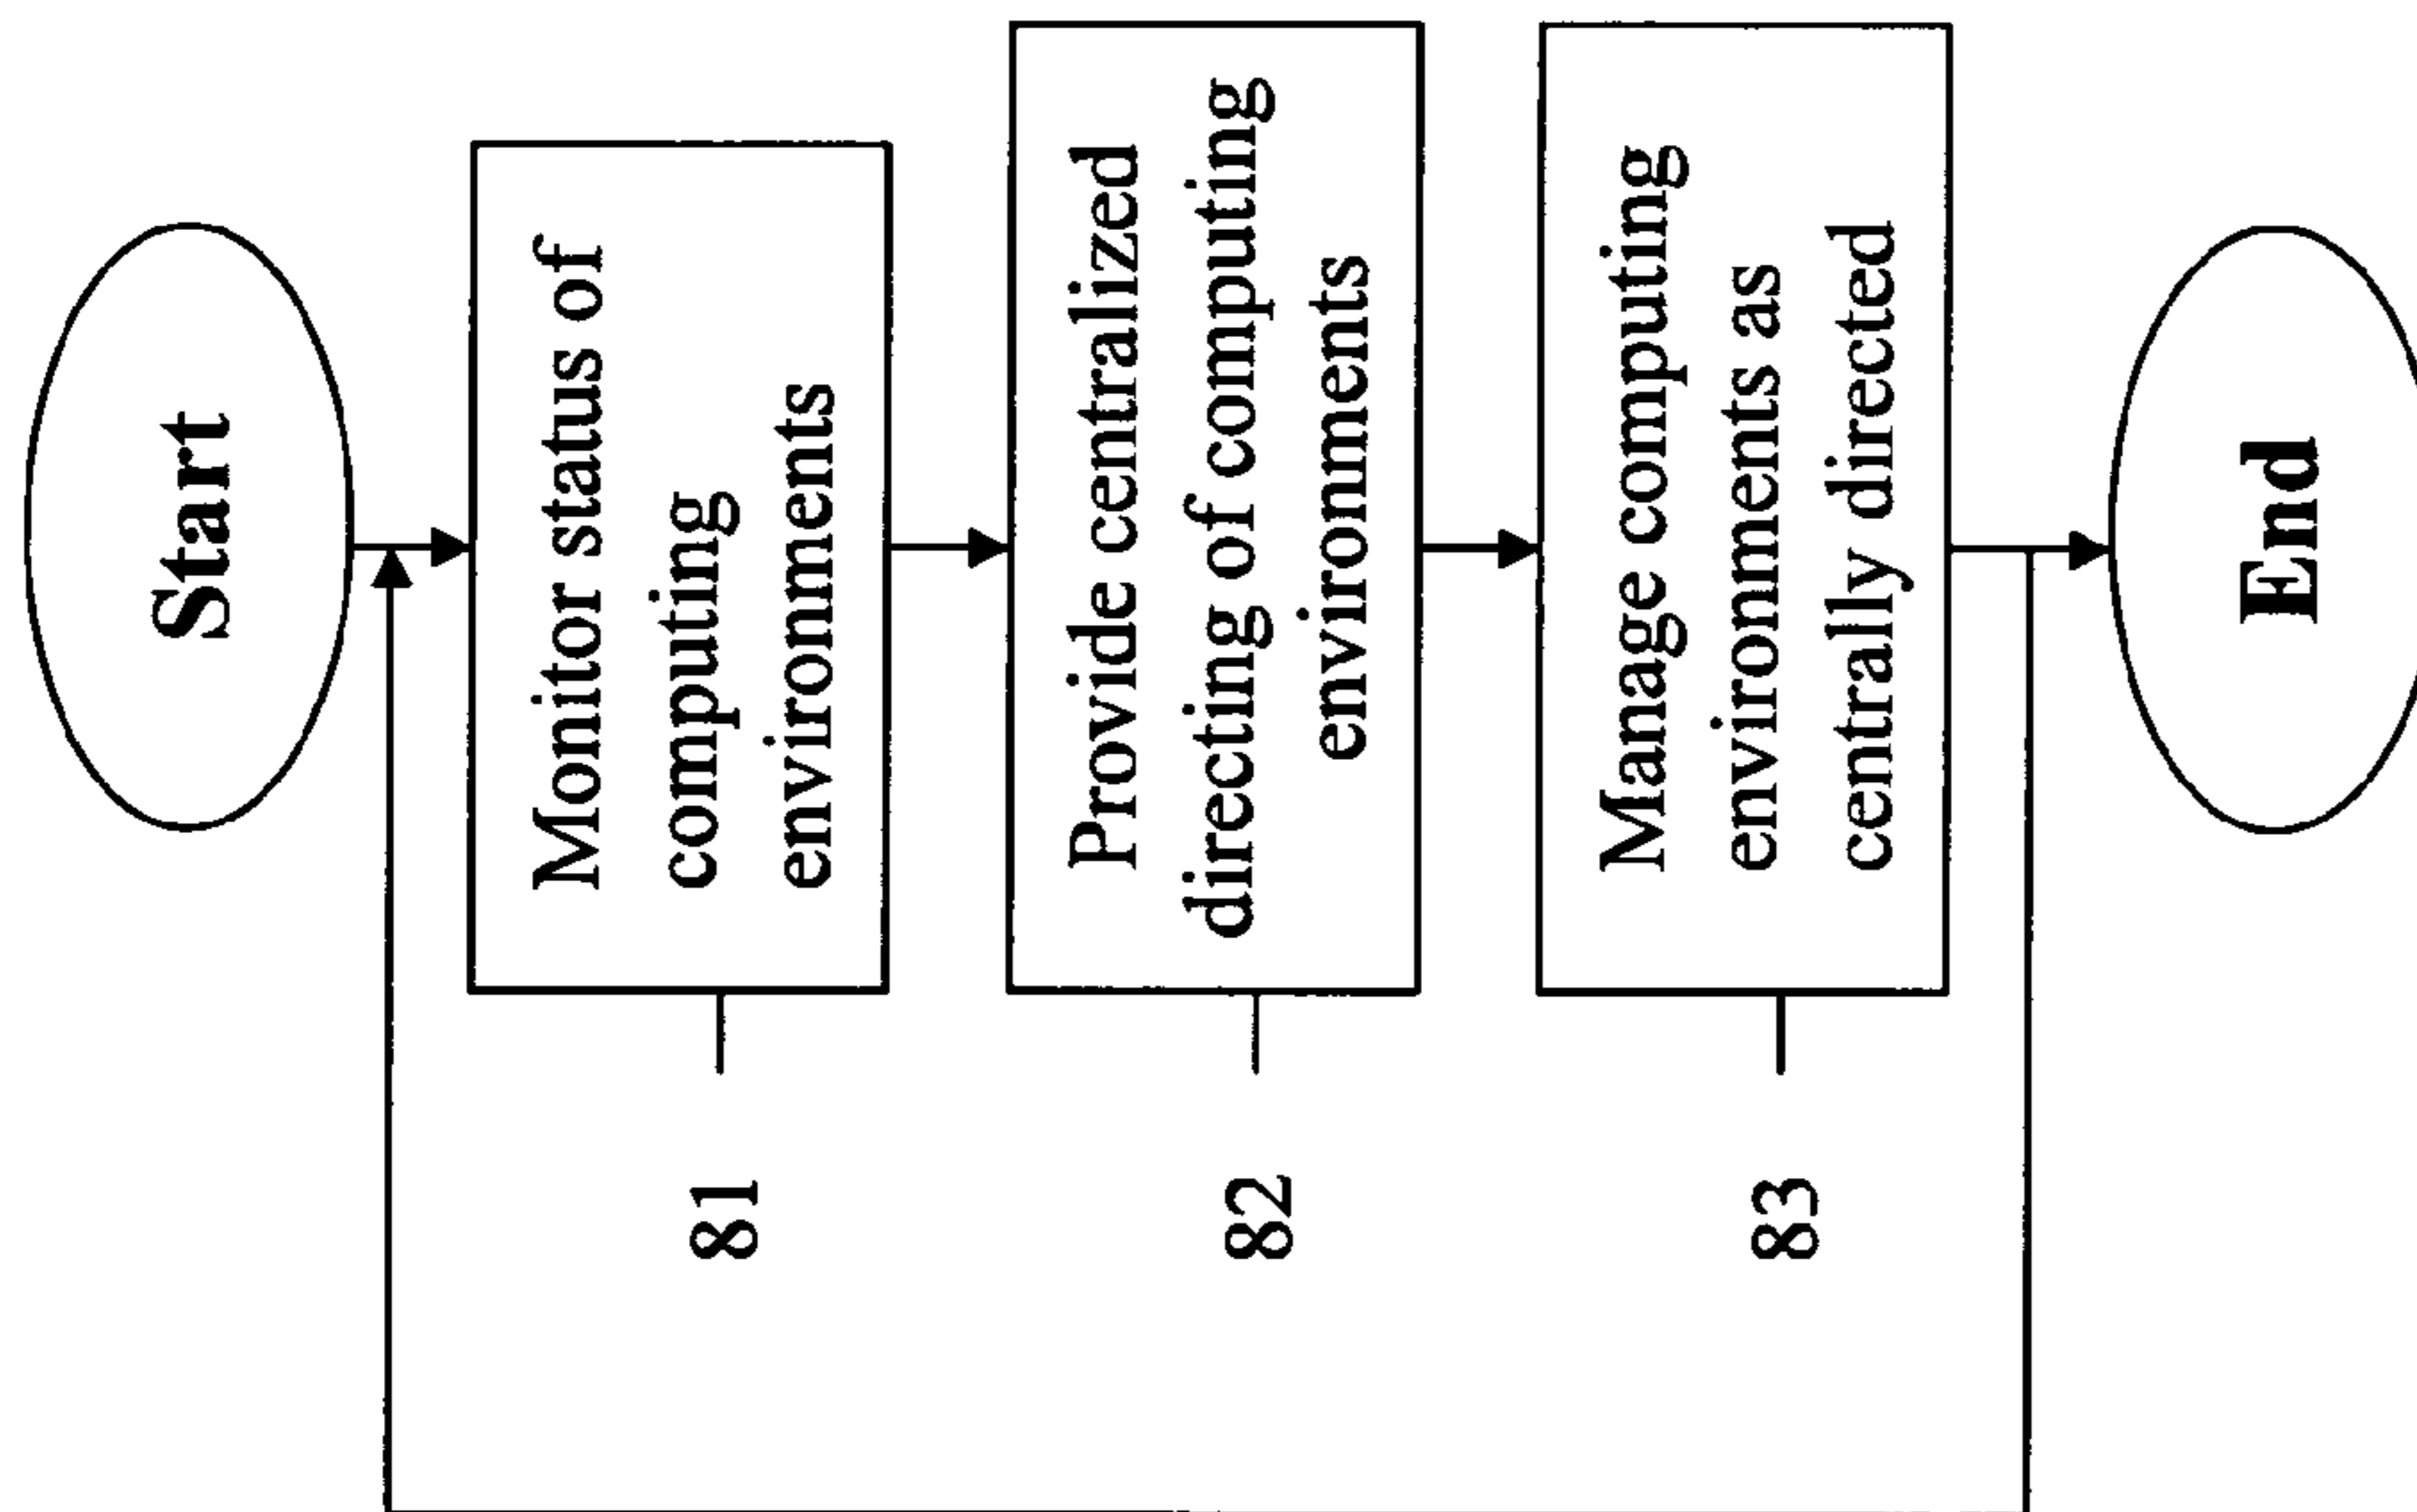 Start
Monitor status of
computing
environments
81
Provide centralized
directing of computing
environments
82
Manage computing
environments as
centrally directed
83
End